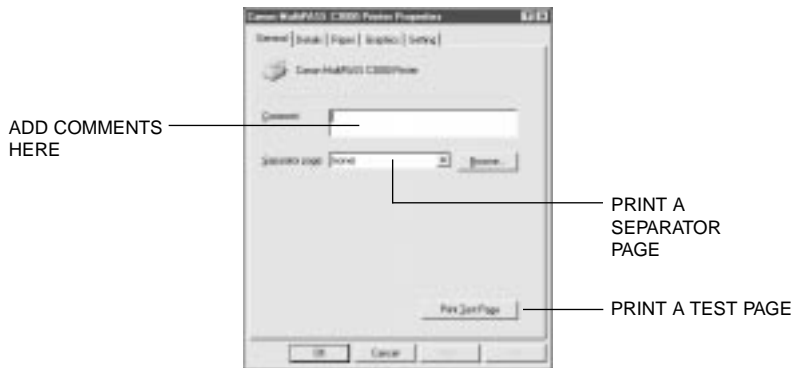 Canon MultiPASS C3000 Printer Properties
General Details Paper Graphics Setting
Canon MultiPASS C3000 Printer
Comment:
ADD COMMENTS
HERE
Separator page: (none) Browse...
PRINT A
SEPARATOR
PAGE
Print Test Page
PRINT A TEST PAGE
OK Cancel